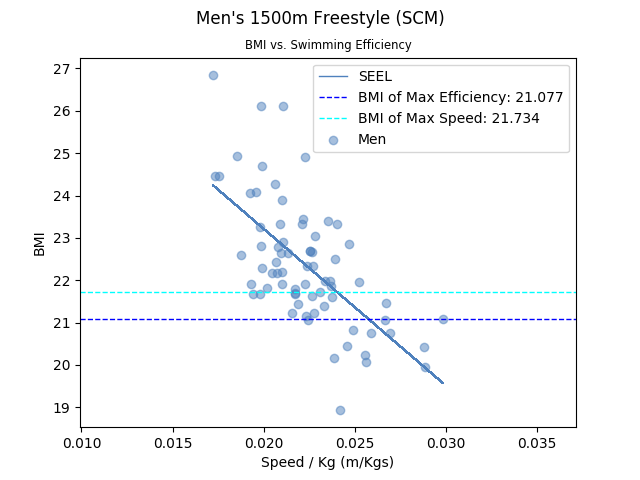 Men's 1500m Freestyle (SCM)
BMI vs. Swimming Efficiency
SEEL
BMI of Max Efficiency: 21.077
BMI of Max Speed: 21.734
Men
27
26
25
24
23
22
21
20
19
BMI
0.010 0.015 0.020 0.025 0.030 0.035
Speed / Kg (m/Kgs)